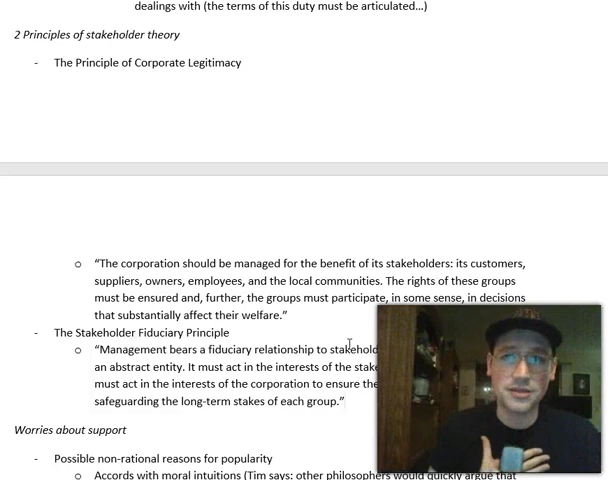 dealings with (the terms of this duty must be articulated…)
2 Principles of stakeholder theory
- The Principle of Corporate Legitimacy
o "The corporation should be managed for the benefit of its stakeholders: its customers,
suppliers, owners, employees, and the local communities. The rights of these groups
must be ensured and, further, the groups must participate, in some sense, in decisions
that substantially affect their welfare."
- The Stakeholder Fiduciary Principle
o "Management bears a fiduciary relationship to
an abstract entity. It must act in the interests of the
must act in the interests of the corporation to ensure the
safeguarding the long-term stakes of each group."
Worries about support
- Possible non-rational reasons for popularity
o Accords with moral intuitions (Tim says: other philosophers would quickly argue that